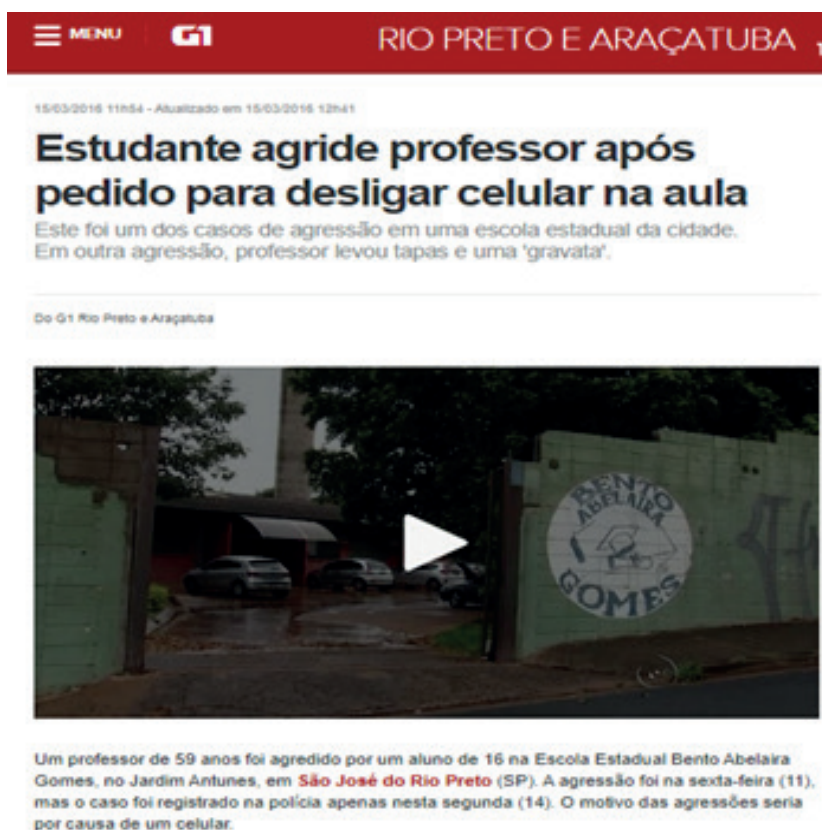 MENU G1 RIO PRETO E ARAÇATUBA
15/03/2016 11h54 - Atualizado em 15/03/2016 12h41
Estudante agride professor após
pedido para desligar celular na aula
Este foi um dos casos de agressão em uma escola estadual da cidade.
Em outra agressão, professor levou tapas e uma 'gravata'.
Do G1 Rio Preto e Araçatuba
BENTO
ABELAIRA
GOMES
Um professor de 59 anos foi agredido por um aluno de 16 na Escola Estadual Bento Abelaira
Gomes, no Jardim Antunes, em São José do Rio Preto (SP). A agressão foi na sexta-feira (11),
mas o caso foi registrado na polícia apenas nesta segunda (14). O motivo das agressões seria
por causa de um celular.